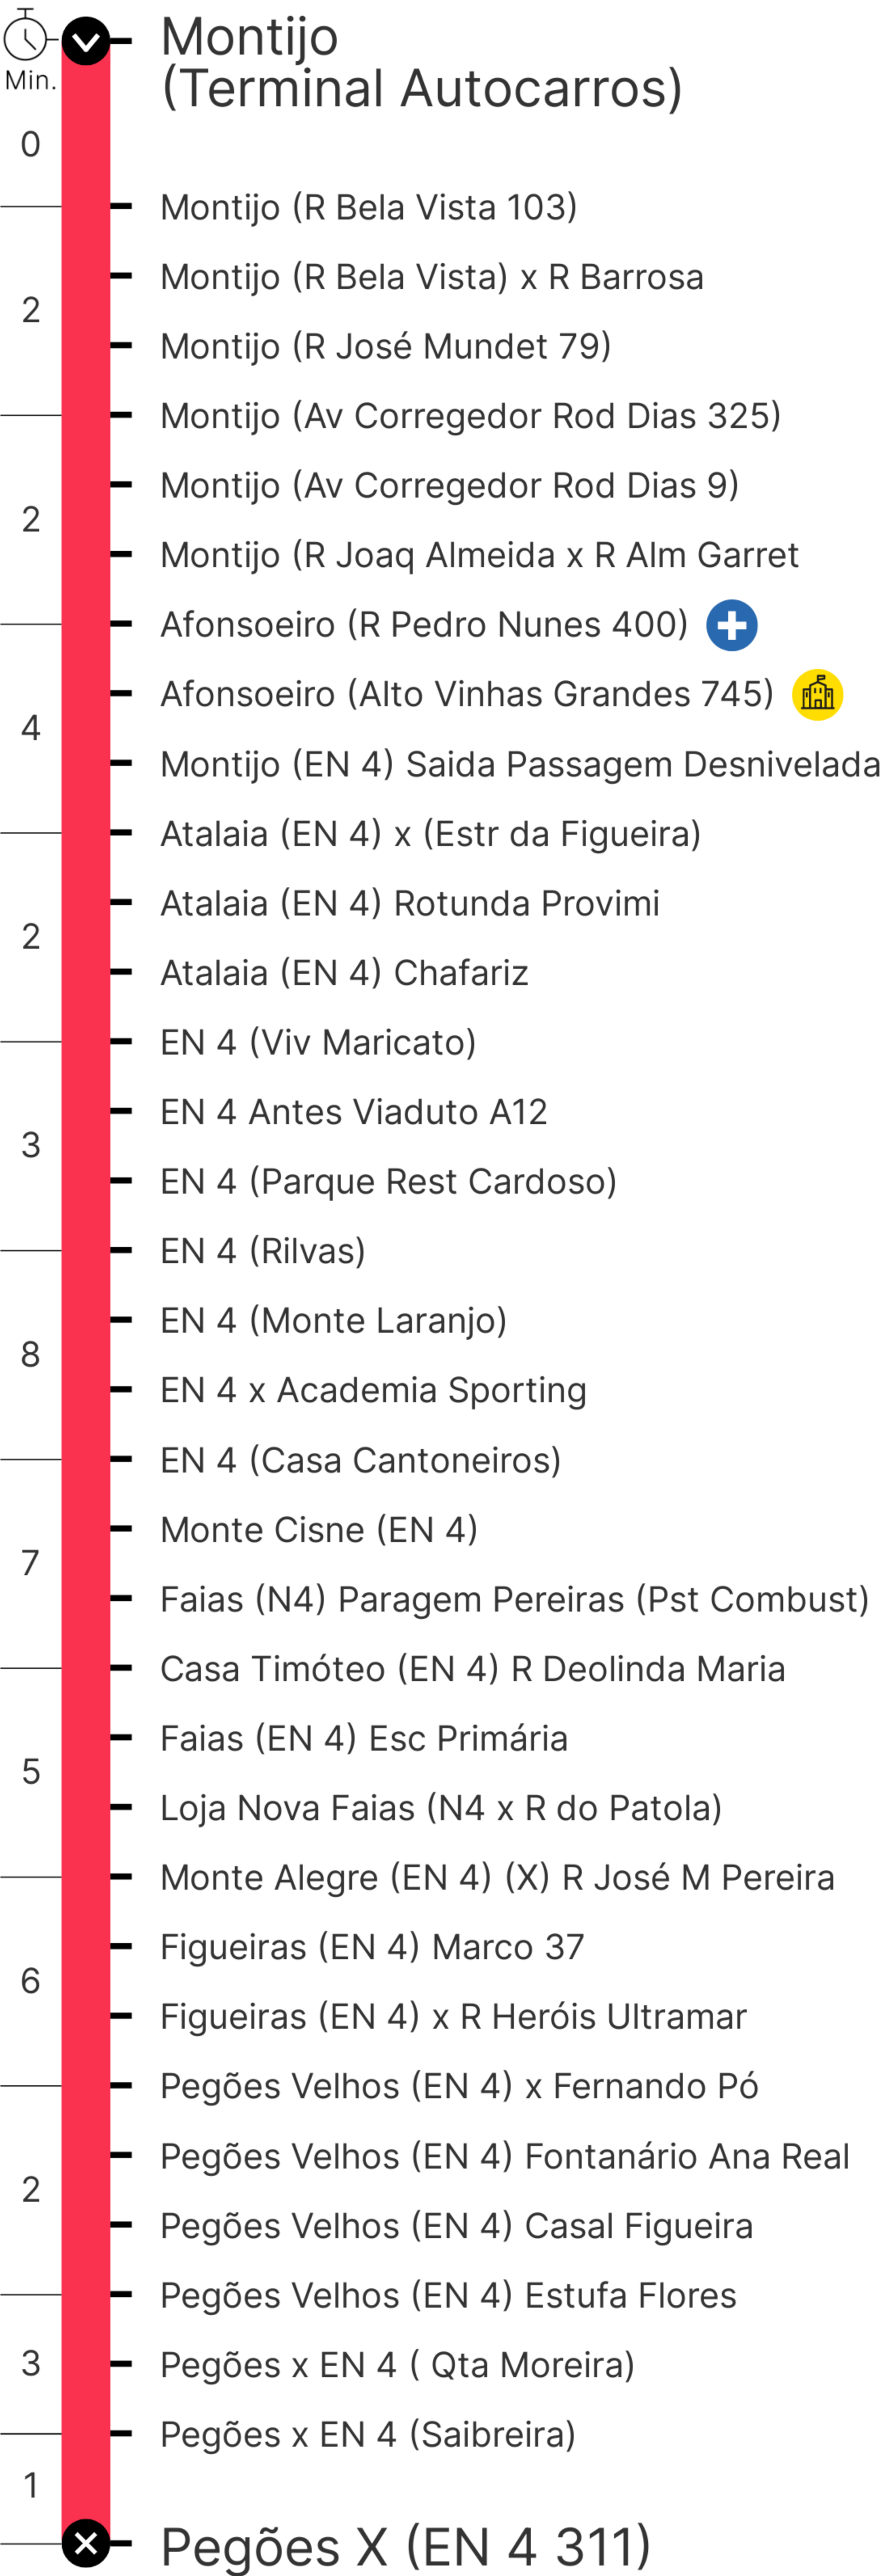 Montijo
(Terminal Autocarros)
Min.
0
Montijo (R Bela Vista 103)
Montijo (R Bela Vista) x R Barrosa
2
Montijo (R José Mundet 79)
Montijo (Av Corregedor Rod Dias 325)
Montijo (Av Corregedor Rod Dias 9)
2
Montijo (R Joaq Almeida x R Alm Garret
Afonsoeiro (R Pedro Nunes 400)
Afonsoeiro (Alto Vinhas Grandes 745)
4
Montijo (EN 4) Saida Passagem Desnivelada
Atalaia (EN 4) x (Estr da Figueira)
Atalaia (EN 4) Rotunda Provimi
2
Atalaia (EN 4) Chafariz
EN 4 (Viv Maricato)
EN 4 Antes Viaduto A12
3
EN 4 (Parque Rest Cardoso)
EN 4 (Rilvas)
EN 4 (Monte Laranjo)
8
EN 4 x Academia Sporting
EN 4 (Casa Cantoneiros)
Monte Cisne (EN 4)
7
Faias (N4) Paragem Pereiras (Pst Combust)
Casa Timóteo (EN 4) R Deolinda Maria
Faias (EN 4) Esc Primária
5
Loja Nova Faias (N4 x R do Patola)
Monte Alegre (EN 4) (X) R José M Pereira
Figueiras (EN 4) Marco 37
6
Figueiras (EN 4) x R Heróis Ultramar
Pegões Velhos (EN 4) x Fernando Pó
Pegões Velhos (EN 4) Fontanário Ana Real
2
Pegões Velhos (EN 4) Casal Figueira
Pegões Velhos (EN 4) Estufa Flores
3
Pegões x EN 4 ( Qta Moreira)
Pegões x EN 4 (Saibreira)
1
Pegões X (EN 4 311)